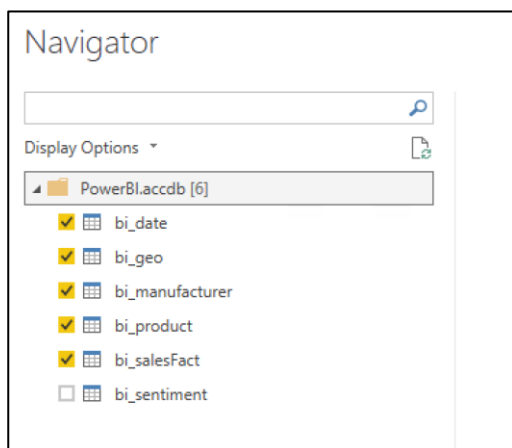 Navigator
Display Options
PowerBI.accdb [6]
bi_date
bi_geo
bi_manufacturer
bi_product
bi_salesFact
bi_sentiment